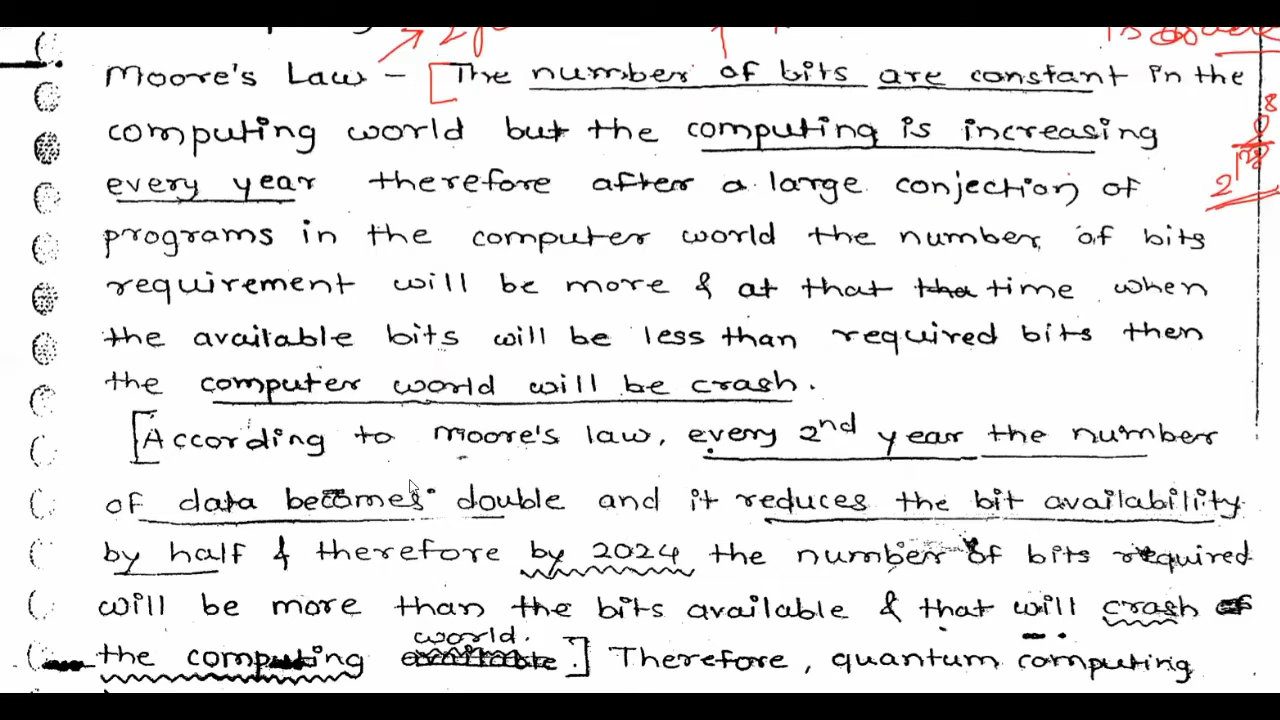 Moore's Law – [The number of bits are constant in the
computing world but the computing is increasing
every year therefore after a large conjection of
programs in the computer world the number of bits
requirement will be more & at that time when
the available bits will be less than required bits then
the computer world will be crash.
[According to moore's law, every 2nd year the number
of data becomes double and it reduces the bit availability
by half & therefore by 2024 the number of bits required
will be more than the bits available & that will crash
the computing world.] Therefore, quantum computing